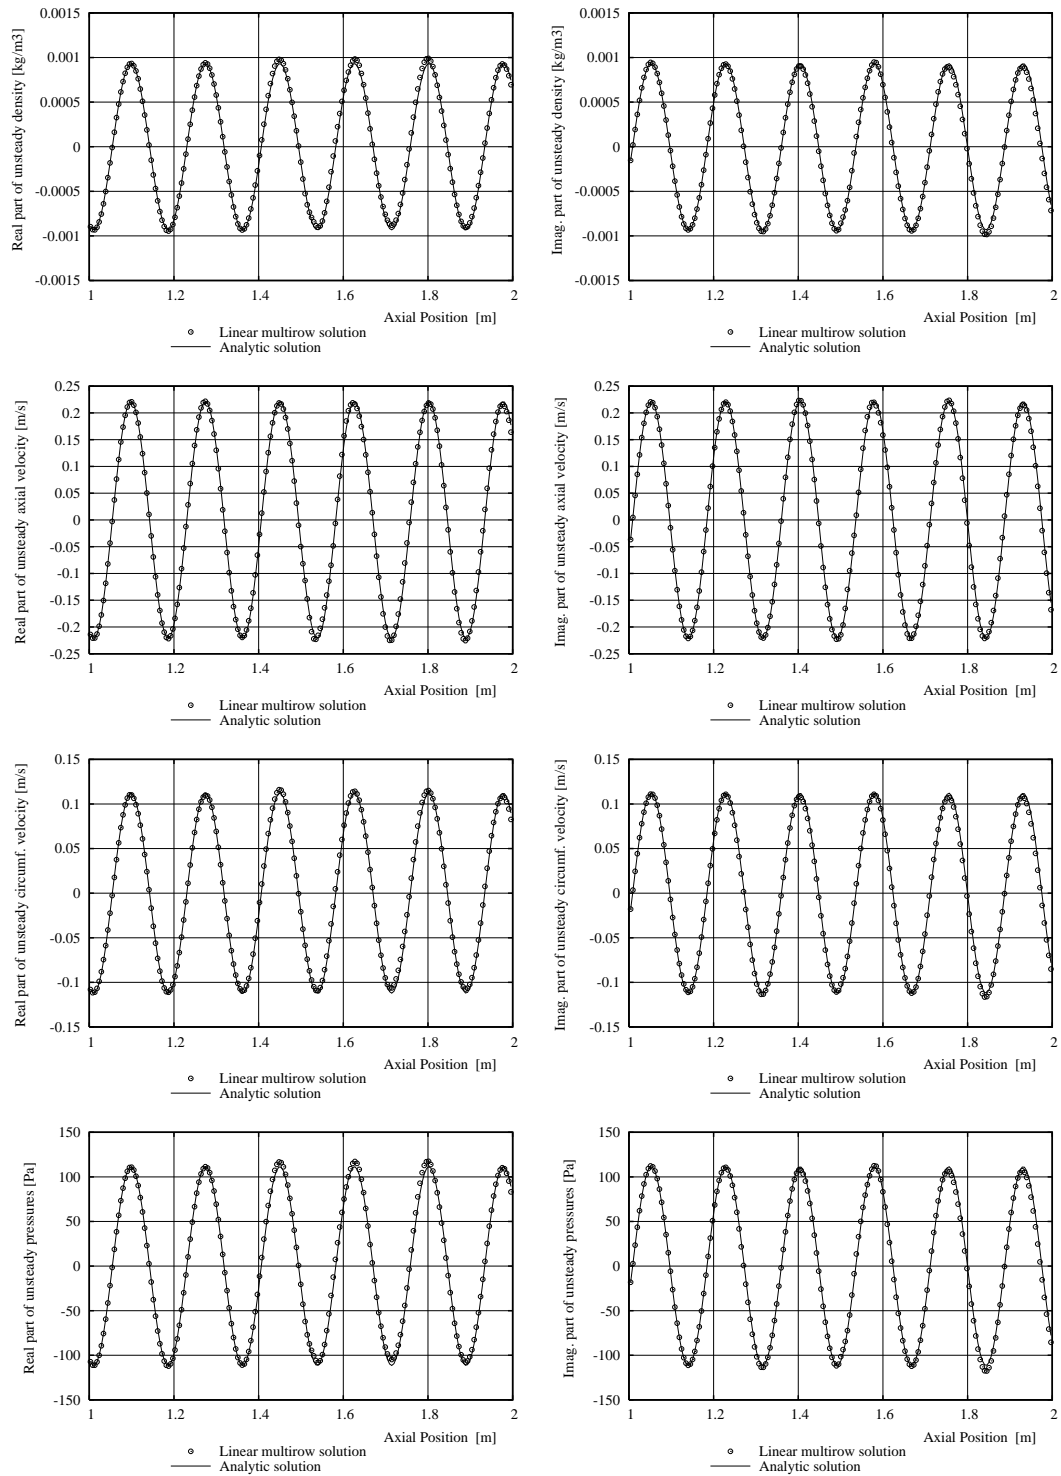 Real part of unsteady density [kg/m3]
0.0015
0.001
0.0005
0
-0.0005
-0.001
-0.0015
1 1.2 1.4 1.6 1.8 2
Axial Position [m]
Linear multirow solution
Analytic solution
Imag. part of unsteady density [kg/m3]
0.0015
0.001
0.0005
0
-0.0005
-0.001
-0.0015
1 1.2 1.4 1.6 1.8 2
Axial Position [m]
Linear multirow solution
Analytic solution
Real part of unsteady axial velocity [m/s]
0.25
0.2
0.15
0.1
0.05
0
-0.05
-0.1
-0.15
-0.2
-0.25
1 1.2 1.4 1.6 1.8 2
Axial Position [m]
Linear multirow solution
Analytic solution
Imag. part of unsteady axial velocity [m/s]
0.25
0.2
0.15
0.1
0.05
0
-0.05
-0.1
-0.15
-0.2
-0.25
1 1.2 1.4 1.6 1.8 2
Axial Position [m]
Linear multirow solution
Analytic solution
Real part of unsteady circumf. velocity [m/s]
0.15
0.1
0.05
0
-0.05
-0.1
-0.15
1 1.2 1.4 1.6 1.8 2
Axial Position [m]
Linear multirow solution
Analytic solution
Imag. part of unsteady circumf. velocity [m/s]
0.15
0.1
0.05
0
-0.05
-0.1
-0.15
1 1.2 1.4 1.6 1.8 2
Axial Position [m]
Linear multirow solution
Analytic solution
Real part of unsteady pressures [Pa]
150
100
50
0
-50
-100
-150
1 1.2 1.4 1.6 1.8 2
Axial Position [m]
Linear multirow solution
Analytic solution
Imag. part of unsteady pressures [Pa]
150
100
50
0
-50
-100
-150
1 1.2 1.4 1.6 1.8 2
Axial Position [m]
Linear multirow solution
Analytic solution